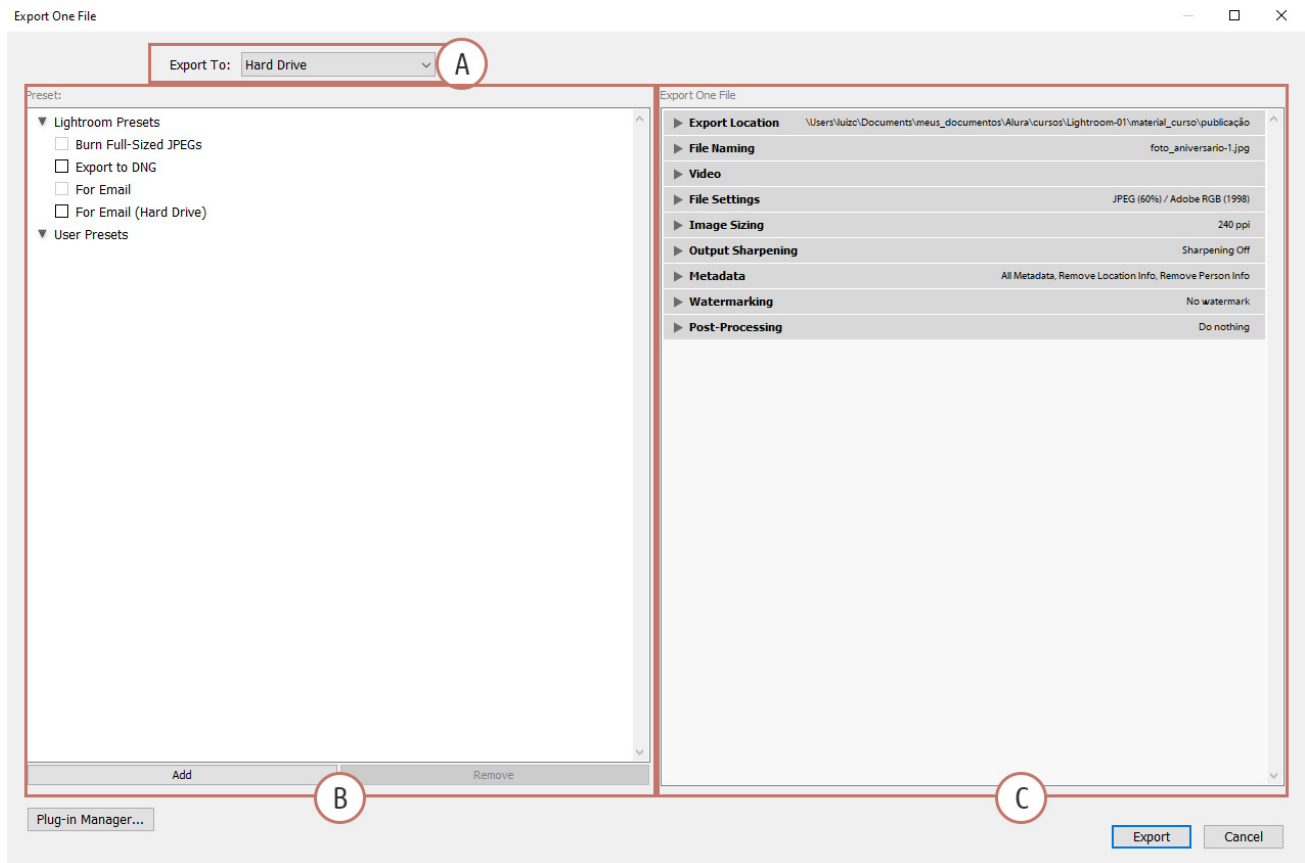 Export One File
Export To: Hard Drive
A
Preset:
Lightroom Presets
Burn Full-Sized JPEGs
Export to DNG
For Email
For Email (Hard Drive)
User Presets
Add Remove
B
Plug-in Manager...
Export One File
Export Location \Users\luizc\Documents\meus_documentos\Alura\cursos\Lightroom-01\material_curso\publicação
File Naming foto_aniversario-1.jpg
Video
File Settings JPEG (60%) / Adobe RGB (1998)
Image Sizing 240 ppi
Output Sharpening Sharpening Off
Metadata All Metadata, Remove Location Info, Remove Person Info
Watermarking No watermark
Post-Processing Do nothing
C
Export Cancel